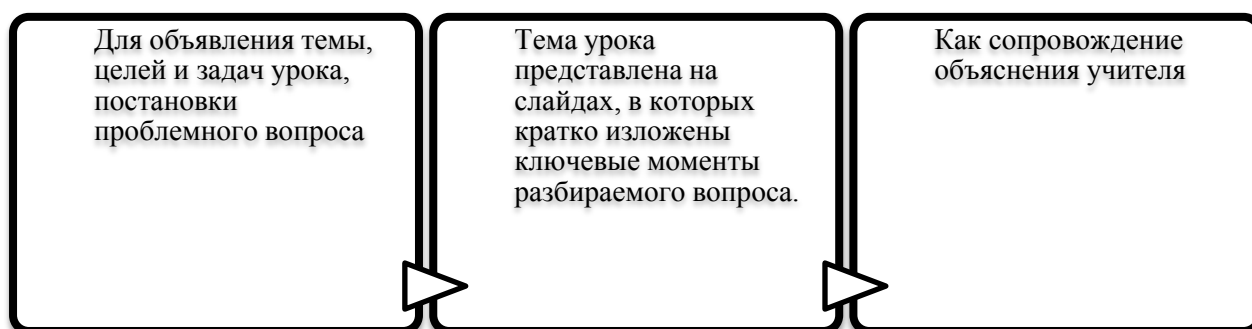 Для объявления темы,
целей и задач урока,
постановки
проблемного вопроса
Тема урока
представлена на
слайдах, в которых
кратко изложены
ключевые моменты
разбираемого вопроса.
Как сопровождение
объяснения учителя